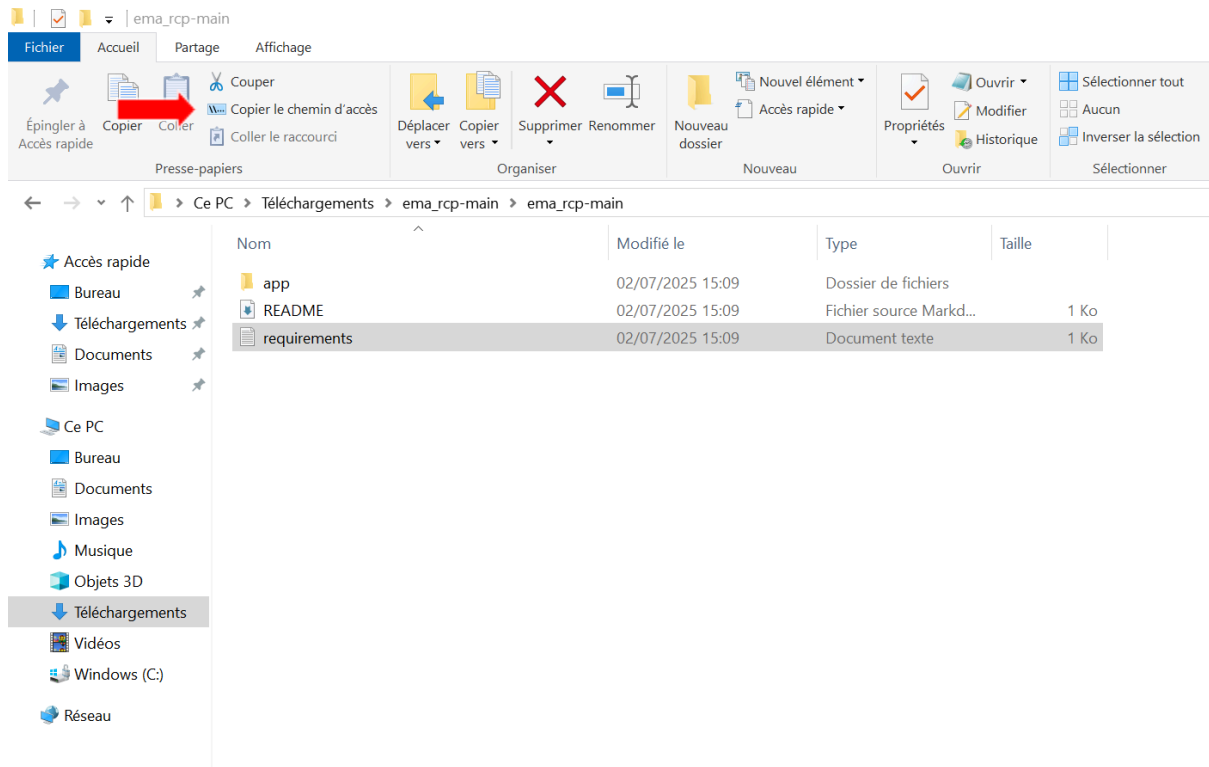 ema_rcp-main
Fichier Accueil Partage Affichage
Épingler à Accès rapide
Copier
Coller
Couper
W... Copier le chemin d'accès
Coller le raccourci
Presse-papiers
Déplacer vers
Copier vers
Supprimer
Renommer
Organiser
Nouveau dossier
Nouvel élément
Accès rapide
Nouveau
Propriétés
Ouvrir
Modifier
Historique
Ouvrir
Sélectionner tout
Aucun
Inverser la sélection
Sélectionner
Ce PC > Téléchargements > ema_rcp-main > ema_rcp-main
Accès rapide
Bureau
Téléchargements
Documents
Images
Ce PC
Bureau
Documents
Images
Musique
Objets 3D
Téléchargements
Vidéos
Windows (C:)
Réseau
Nom Modifié le Type Taille
app 02/07/2025 15:09 Dossier de fichiers
README 02/07/2025 15:09 Fichier source Markd... 1 Ko
requirements 02/07/2025 15:09 Document texte 1 Ko